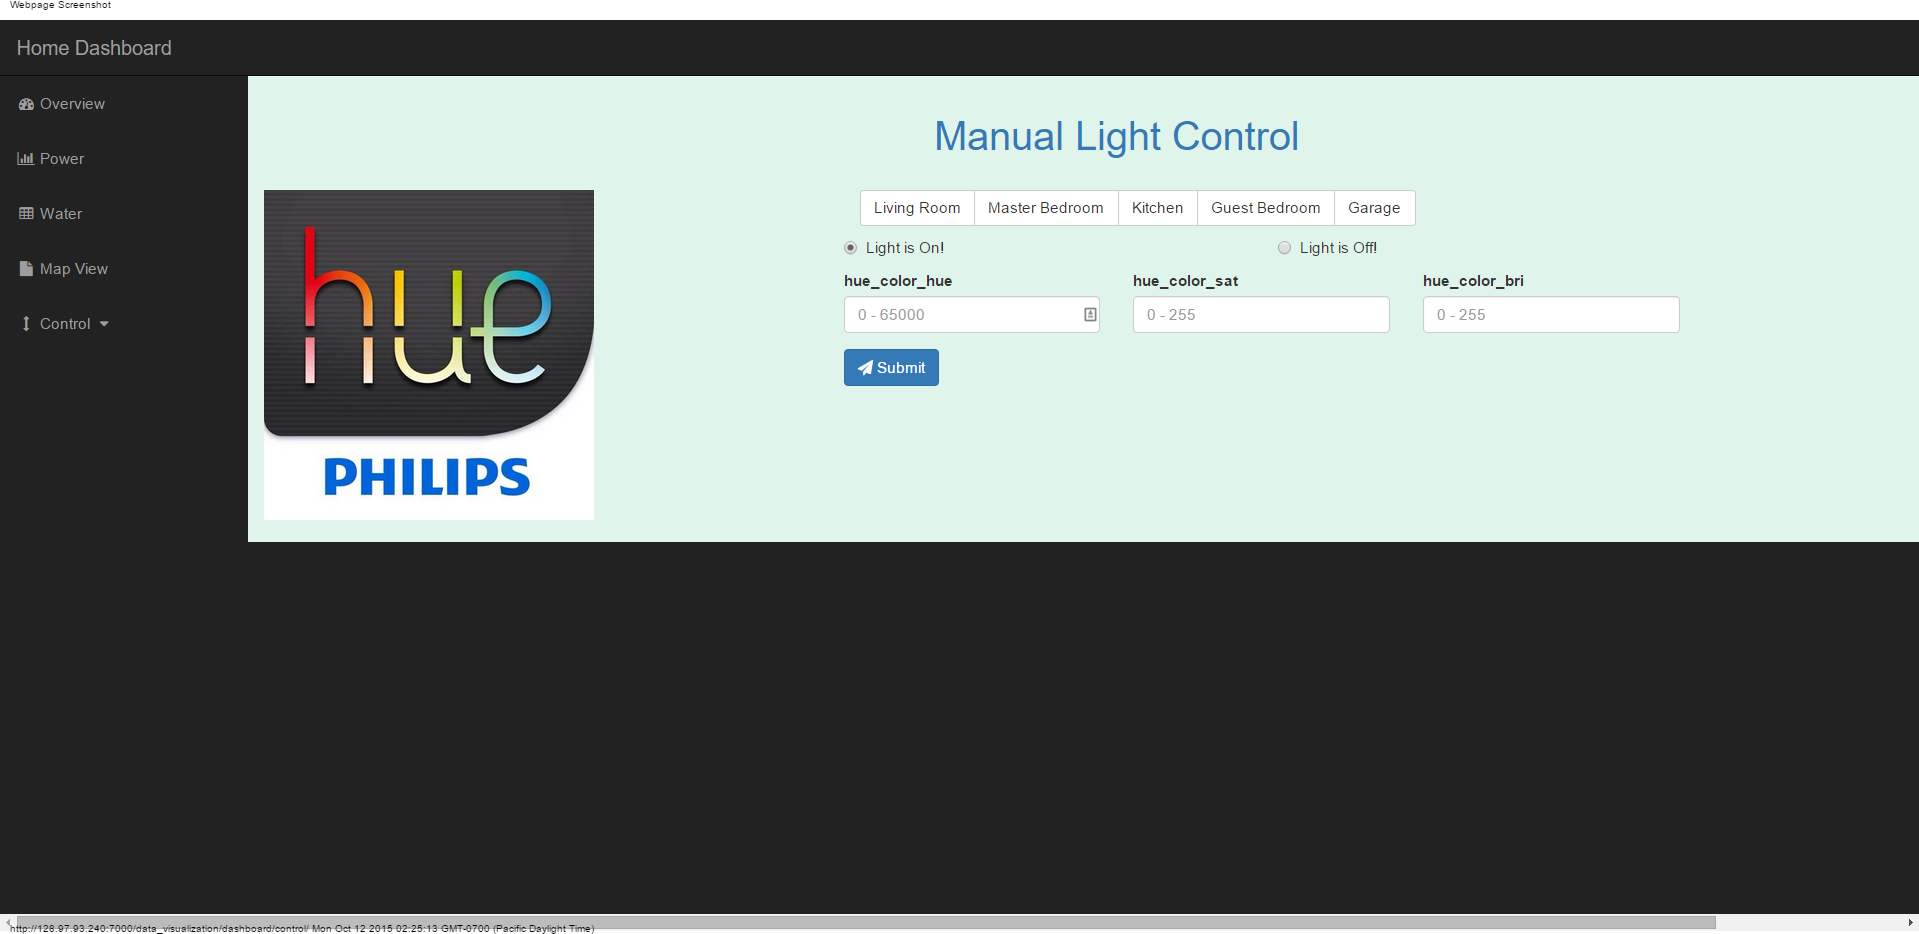 Webpage Screenshot
Home Dashboard
Overview
Power
Water
Map View
Control
Manual Light Control
hue
PHILIPS
Living Room Master Bedroom Kitchen Guest Bedroom Garage
Light is On! Light is Off!
hue_color_hue hue_color_sat hue_color_bri
0 - 65000 0 - 255 0 - 255
Submit
http://128.97.93.240:7000/data_visualization/dashboard/control/ Mon Oct 12 2015 02:25:13 GMT-0700 (Pacific Daylight Time)